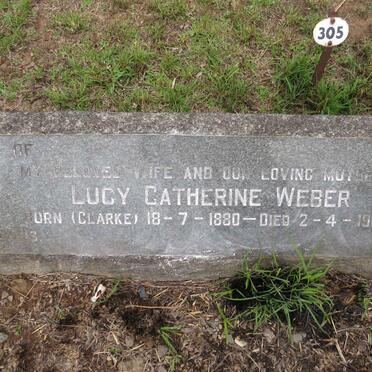 305
OF
MY BELOVED WIFE AND OUR LOVING MOTHE
LUCY CATHERINE WEBER
BORN (CLARKE) 18-7-1880-DIED 2-4-19